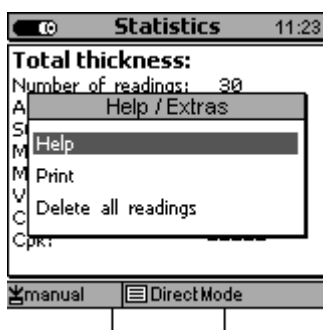 Statistics 11:23
Total thickness:
Number of readings: 30
A
Help / Extras
S
Help
M
M Print
V
Delete all readings
C
Cpk: -----
manual Direct Mode